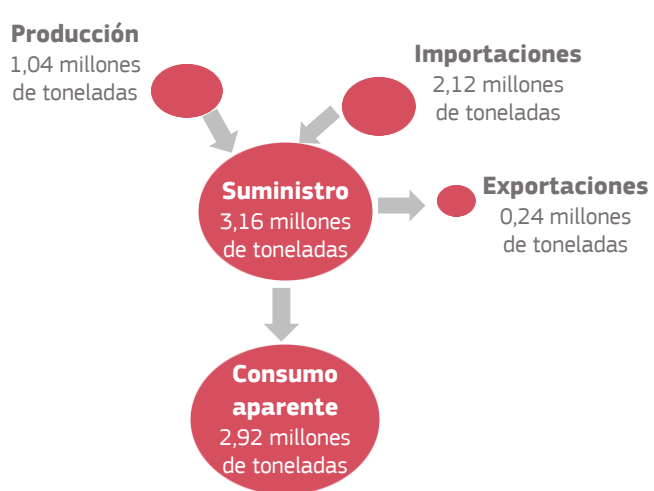 Producción
1,04 millones
de toneladas
Importaciones
2,12 millones
de toneladas
Suministro
3,16 millones
de toneladas
Exportaciones
0,24 millones
de toneladas
Consumo
aparente
2,92 millones
de toneladas